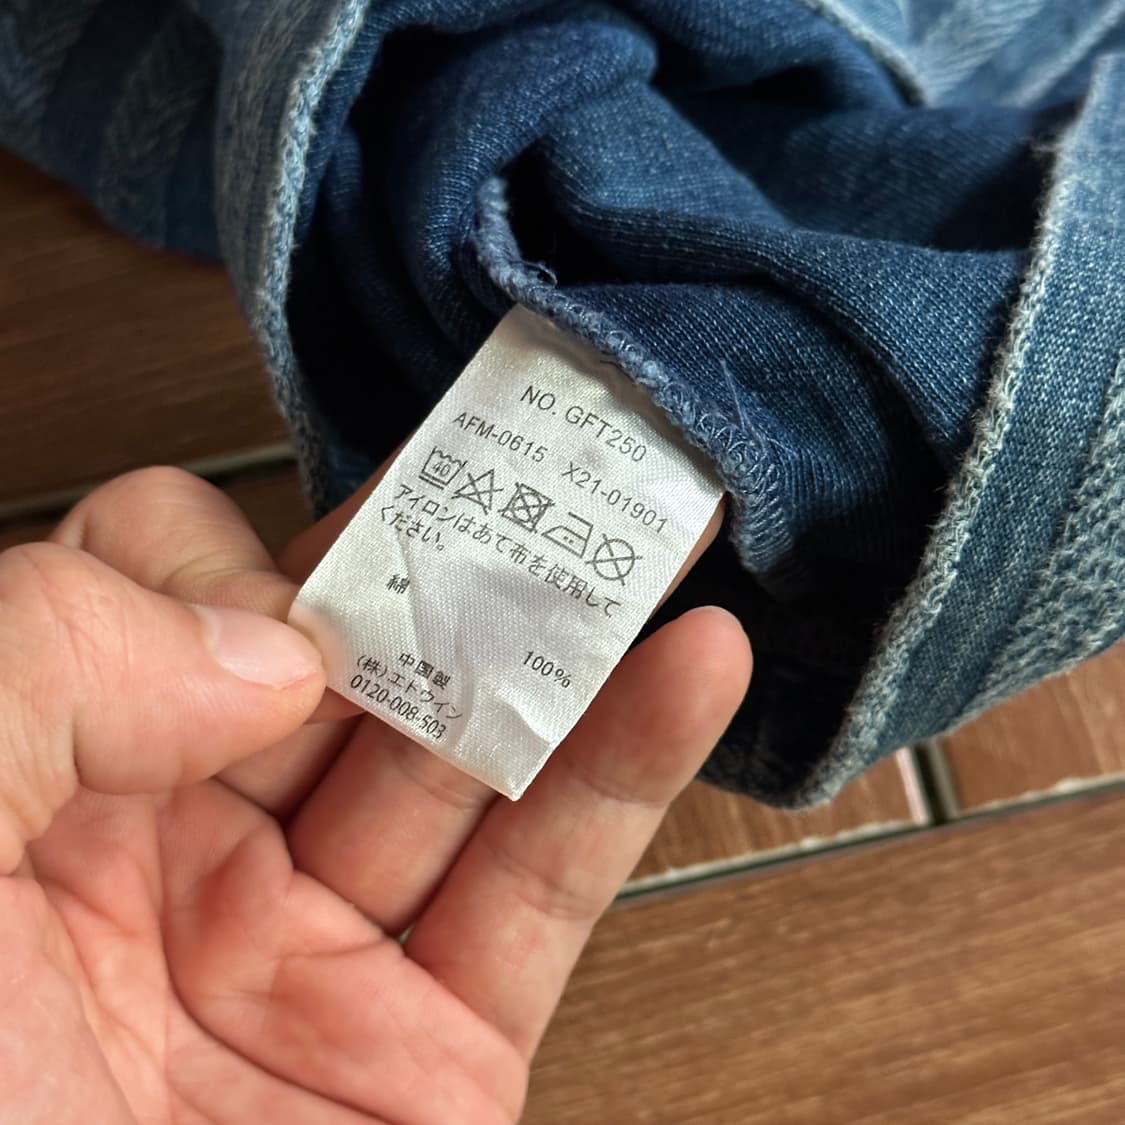 NO. GFT250
AFM-0615 X21-01901
40
アイロンはあて布を使用して
ください。
綿 100%
中国製
(株)エドウイン
0120-008-503